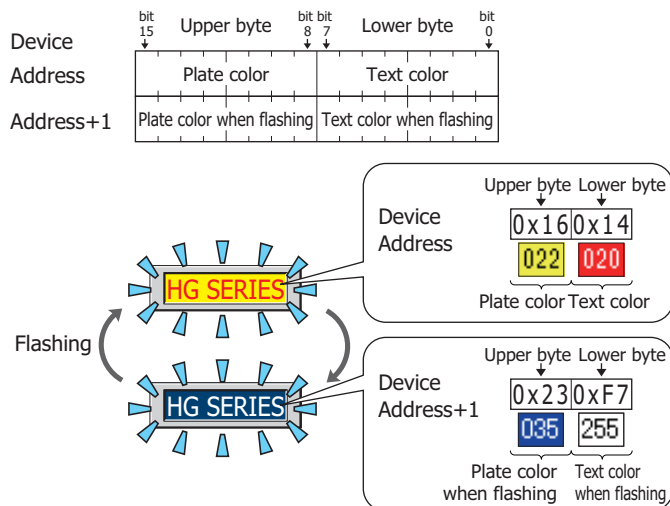 bit 15
Upper byte
bit 8
bit 7
Lower byte
bit 0
Device
Address
Plate color
Text color
Address+1
Plate color when flashing
Text color when flashing
Upper byte
Lower byte
Device
Address
0x16
0x14
022
020
Plate color
Text color
HG SERIES
Flashing
HG SERIES
Upper byte
Lower byte
Device
Address+1
0x23
0xF7
035
255
Plate color
when flashing
Text color
when flashing